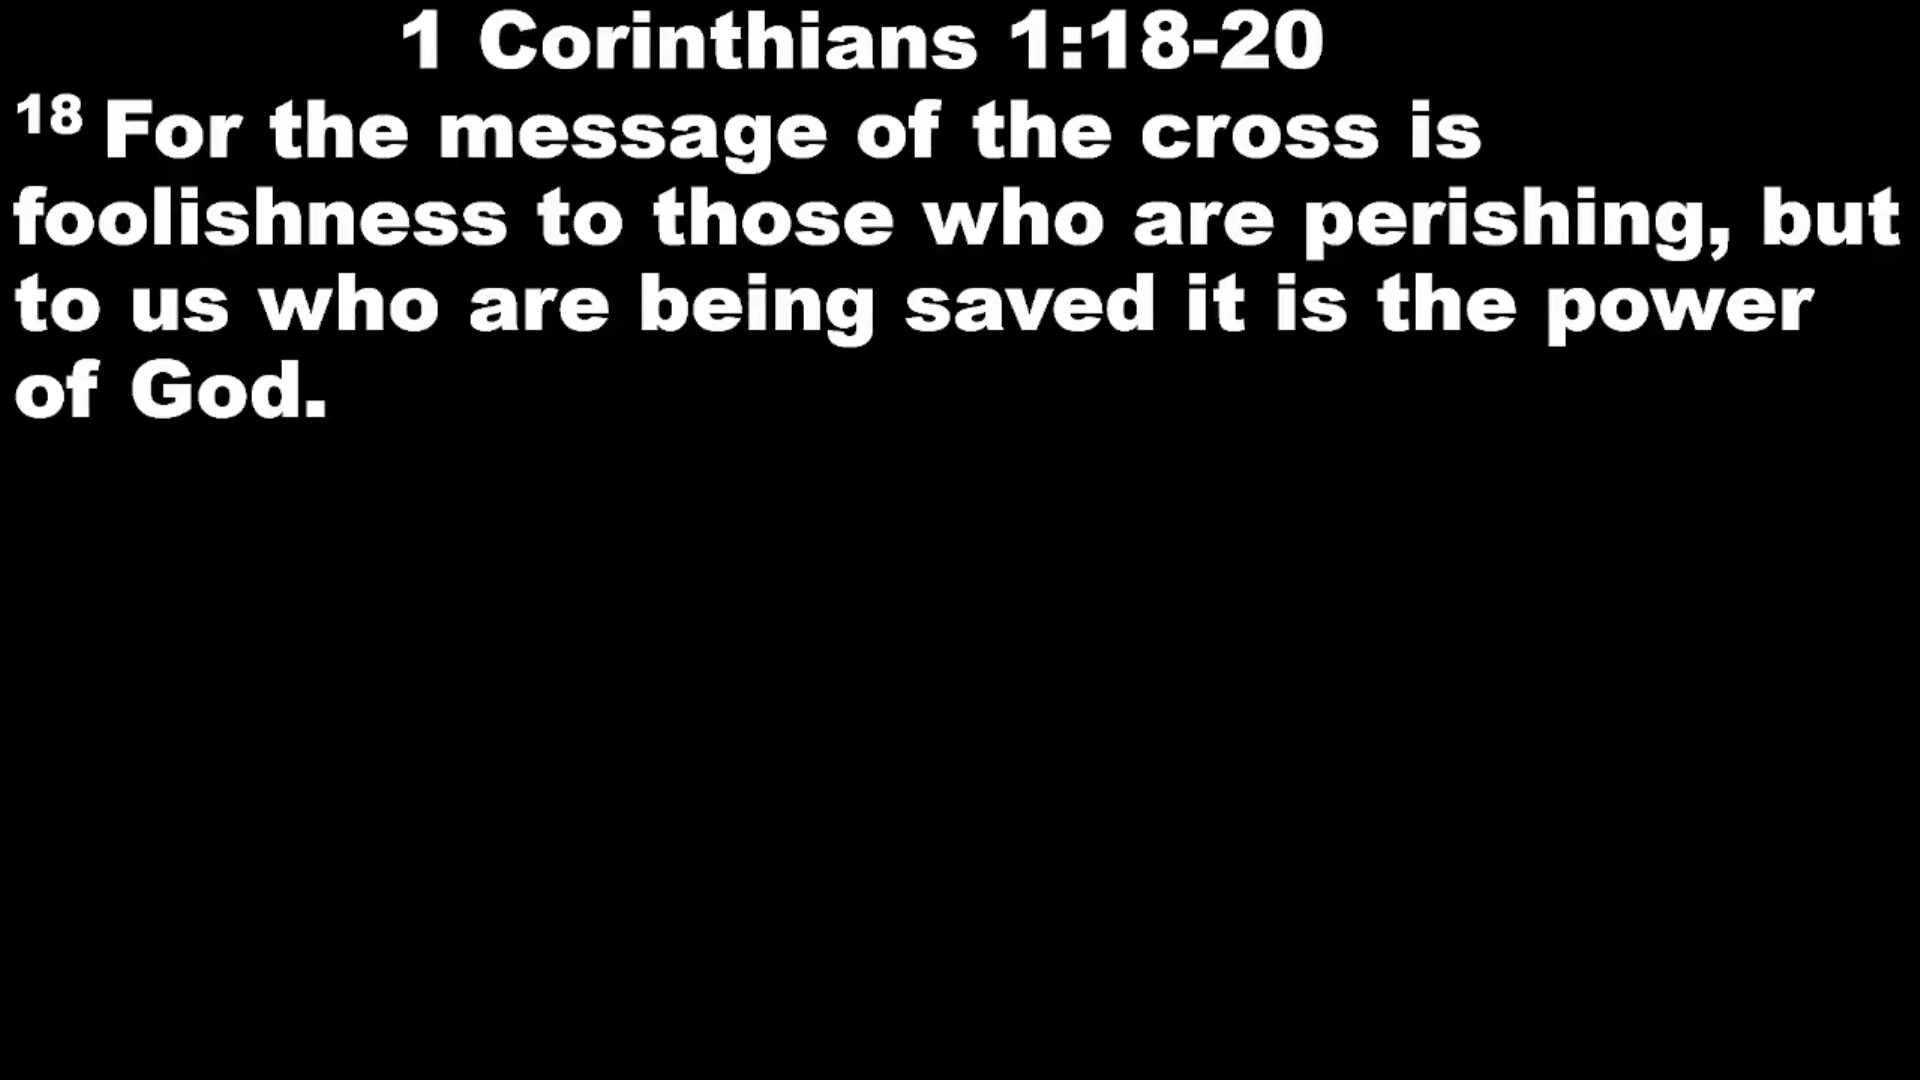 1 Corinthians 1:18-20
18 For the message of the cross is
foolishness to those who are perishing, but
to us who are being saved it is the power
of God.